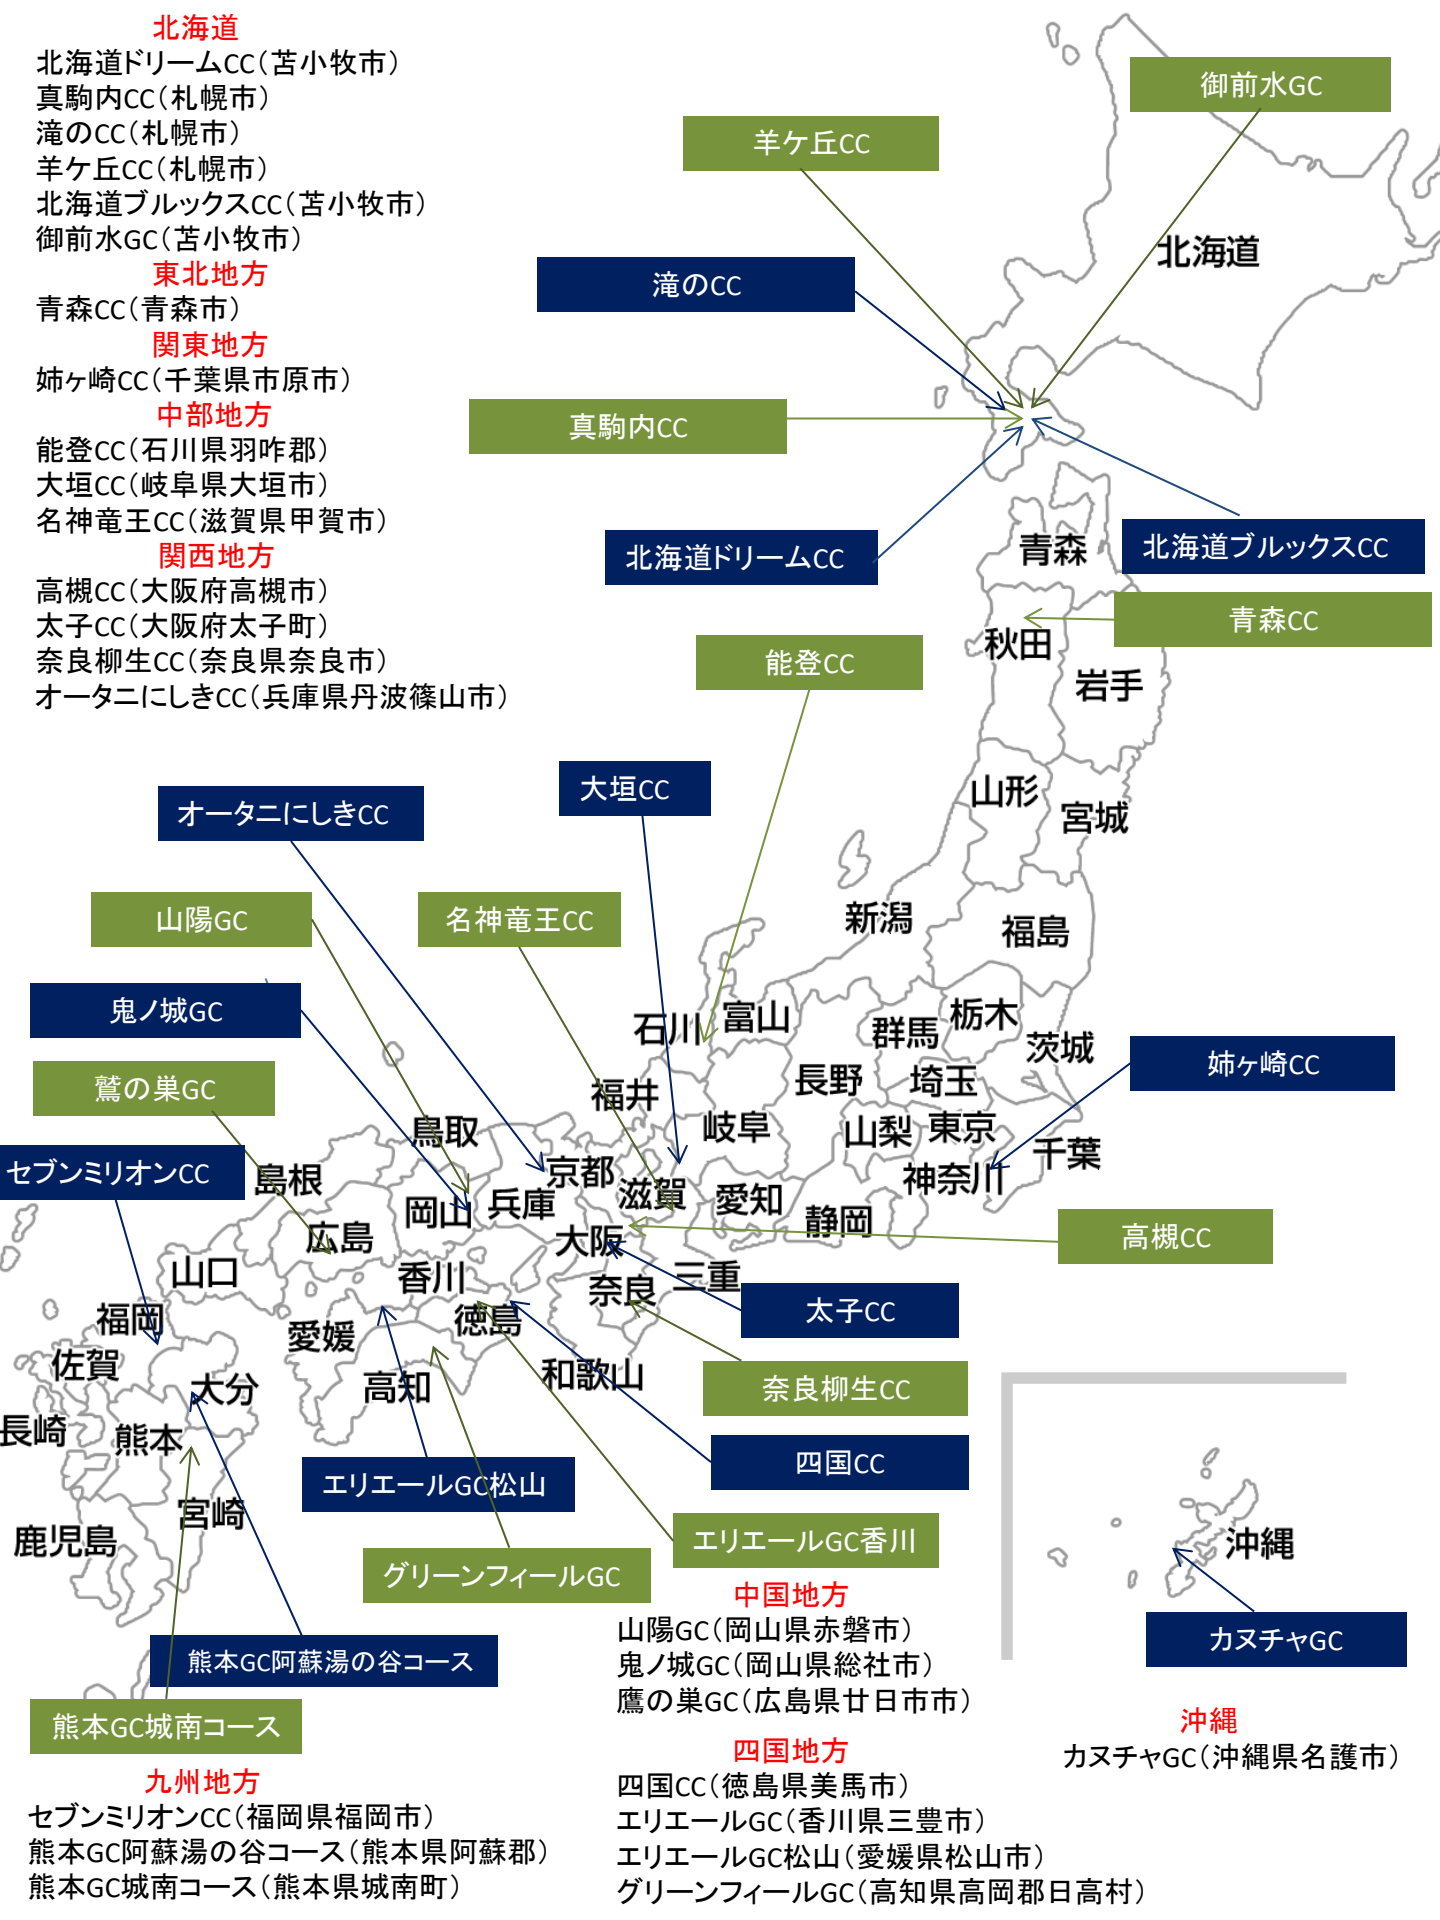 北海道
北海道ドリームCC（苫小牧市）
真駒内CC（札幌市）
滝のCC（札幌市）
羊ケ丘CC（札幌市）
北海道ブルックスCC（苫小牧市）
御前水GC（苫小牧市）
東北地方
青森CC（青森市）
関東地方
姉ヶ崎CC（千葉県市原市）
中部地方
能登CC（石川県羽咋郡）
大垣CC（岐阜県大垣市）
名神竜王CC（滋賀県甲賀市）
関西地方
高槻CC（大阪府高槻市）
太子CC（大阪府太子町）
奈良柳生CC（奈良県奈良市）
オータニにしきCC（兵庫県丹波篠山市）
御前水GC
羊ケ丘CC
北海道
滝のCC
真駒内CC
北海道ドリームCC
青森
北海道ブルックスCC
青森CC
秋田
能登CC
岩手
大垣CC
山形
オータニにしきCC
宮城
山陽GC
名神竜王CC
新潟
福島
鬼ノ城GC
石川
富山
群馬
栃木
茨城
姉ヶ崎CC
鷲の巣GC
福井
長野
埼玉
鳥取
岐阜
山梨
東京
千葉
セブンミリオンCC
島根
京都
神奈川
岡山
兵庫
滋賀
愛知
静岡
広島
大阪
高槻CC
山口
香川
奈良
三重
太子CC
福岡
愛媛
徳島
佐賀
大分
高知
和歌山
奈良柳生CC
長崎
熊本
四国CC
エリエールGC松山
宮崎
鹿児島
エリエールGC香川
沖縄
グリーンフィールGC
カヌチャGC
熊本GC阿蘇湯の谷コース
熊本GC城南コース
中国地方
山陽GC（岡山県赤磐市）
鬼ノ城GC（岡山県総社市）
鷹の巣GC（広島県廿日市市）
四国地方
四国CC（徳島県美馬市）
エリエールGC（香川県三豊市）
エリエールGC松山（愛媛県松山市）
グリーンフィールGC（高知県高岡郡日高村）
沖縄
カヌチャGC（沖縄県名護市）
九州地方
セブンミリオンCC（福岡県福岡市）
熊本GC阿蘇湯の谷コース（熊本県阿蘇郡）
熊本GC城南コース（熊本県城南町）